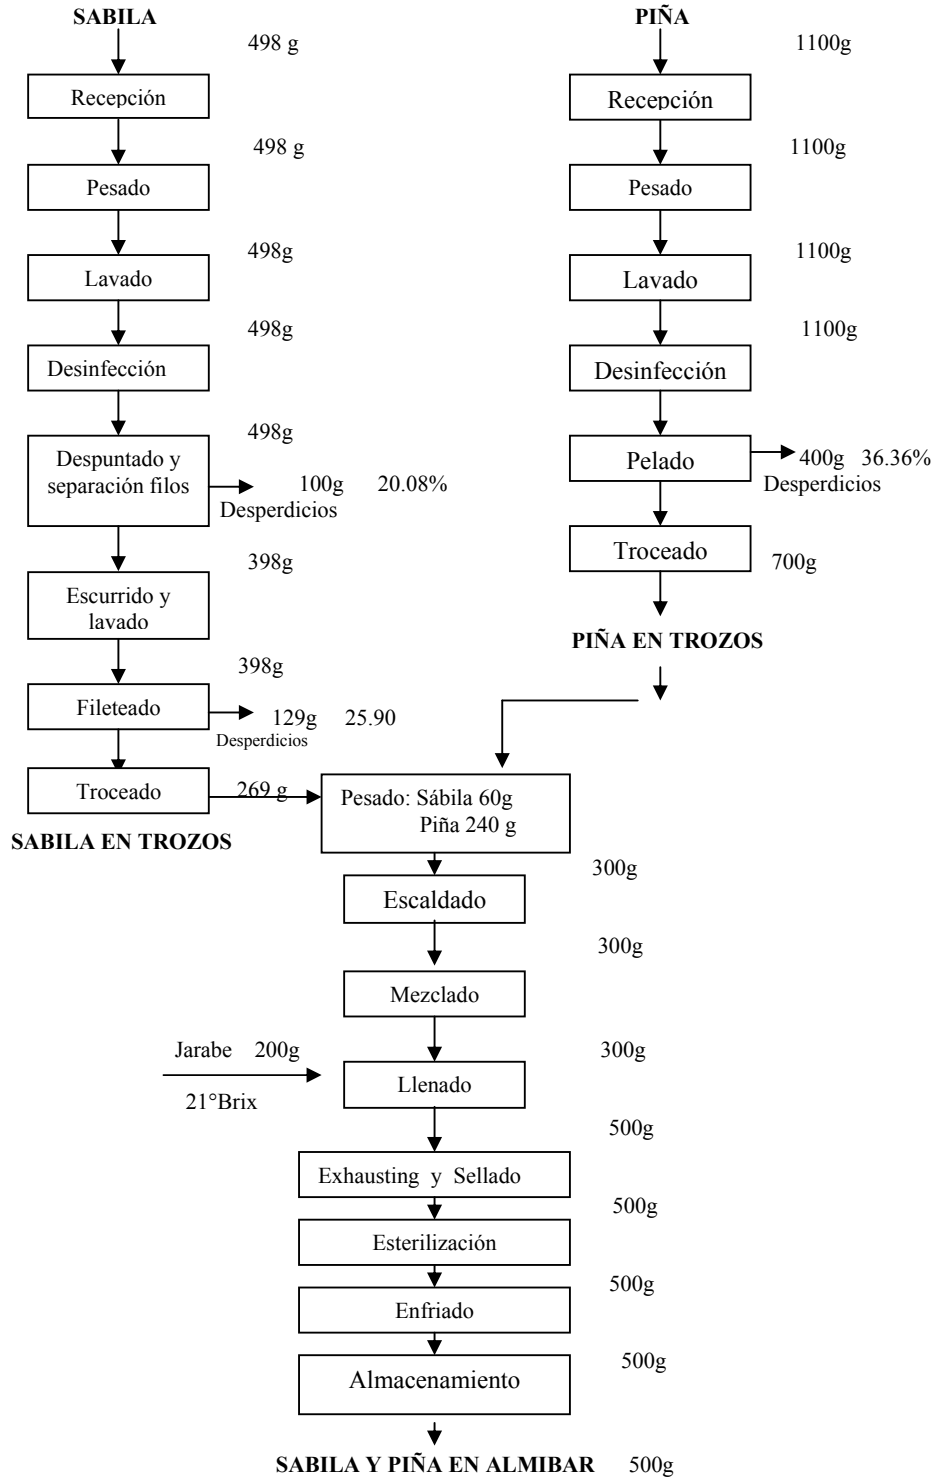 SABILA
498 g
Recepción
498 g
Pesado
498g
Lavado
498g
Desinfección
498g
Despuntado y
separación filos
100g 20.08%
Desperdicios
398g
Escurrido y
lavado
398g
Fileteado
129g 25.90
Desperdicios
Troceado
269 g
SABILA EN TROZOS
PIÑA
1100g
Recepción
1100g
Pesado
1100g
Lavado
1100g
Desinfección
Pelado
400g 36.36%
Desperdicios
Troceado
700g
PIÑA EN TROZOS
Pesado: Sábila 60g
Piña 240 g
300g
Escaldado
300g
Mezclado
300g
Jarabe 200g
21°Brix
Llenado
500g
Exhausting y Sellado
500g
Esterilización
500g
Enfriado
500g
Almacenamiento
SABILA Y PIÑA EN ALMIBAR 500g